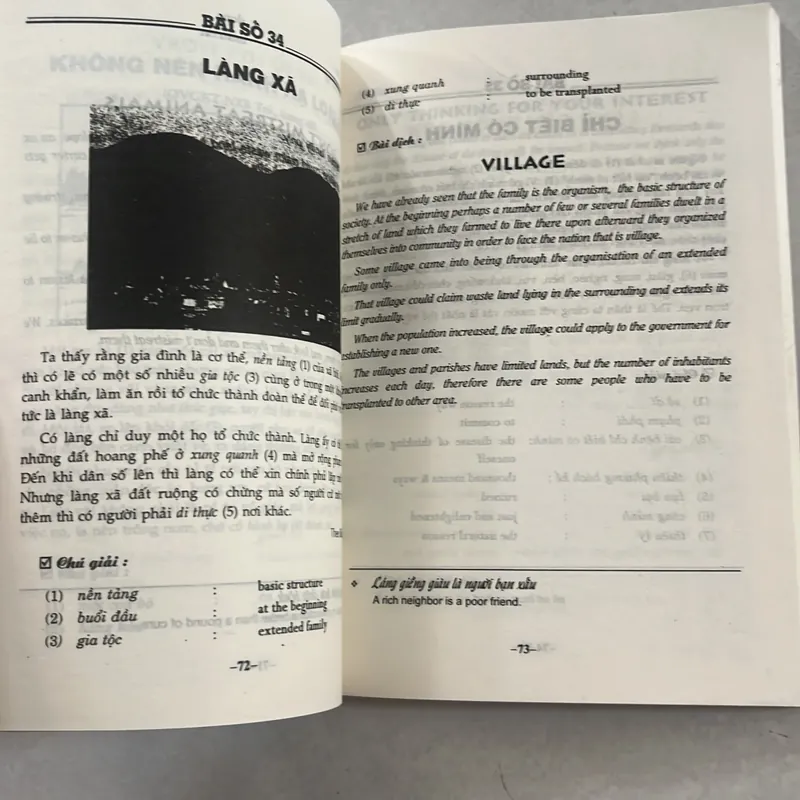 BÀI SỐ 34
LÀNG XÃ
Ta thấy rằng gia đình là cơ thể, nền tảng (1) của xã
thì có lẽ có một số nhiều gia tộc (3) cùng ở trong một
canh khẩn, làm ăn rồi tổ chức thành đoàn thể để đối
tức là làng xã.
Có làng chỉ duy một họ tổ chức thành. Làng ấy có
những đất hoang phế ở xung quanh (4) mà mở rộng
Đến khi dân số lên thì làng có thể xin chính phủ lập
Nhưng làng xã đất ruộng có chừng mà số người cứ
thêm thì có người phải di thực (5) nơi khác.
Chú giải :
(1) nền tảng : basic structure
(2) buổi đầu : at the beginning
(3) gia tộc : extended family
–72–
(4) xung quanh : surrounding
(5) di thực : to be transplanted
Bài dịch :
VILLAGE
We have already seen that the family is the organism, the basic structure of
society. At the beginning perhaps a number of few or several families dwelt in a
stretch of land which they farmed to live there upon afterward they organized
themselves into community in order to face the nation that is village.
Some village came into being through the organisation of an extended
family only.
That village could claim waste land lying in the surrounding and extends its
limit gradually.
When the population increased, the village could apply to the government for
establishing a new one.
The villages and parishes have limited lands, but the number of inhabitants
increases each day, therefore there are some people who have to be
transplanted to other area.
❖ Láng giềng giàu là người bạn xấu
A rich neighbor is a poor friend.
–73–